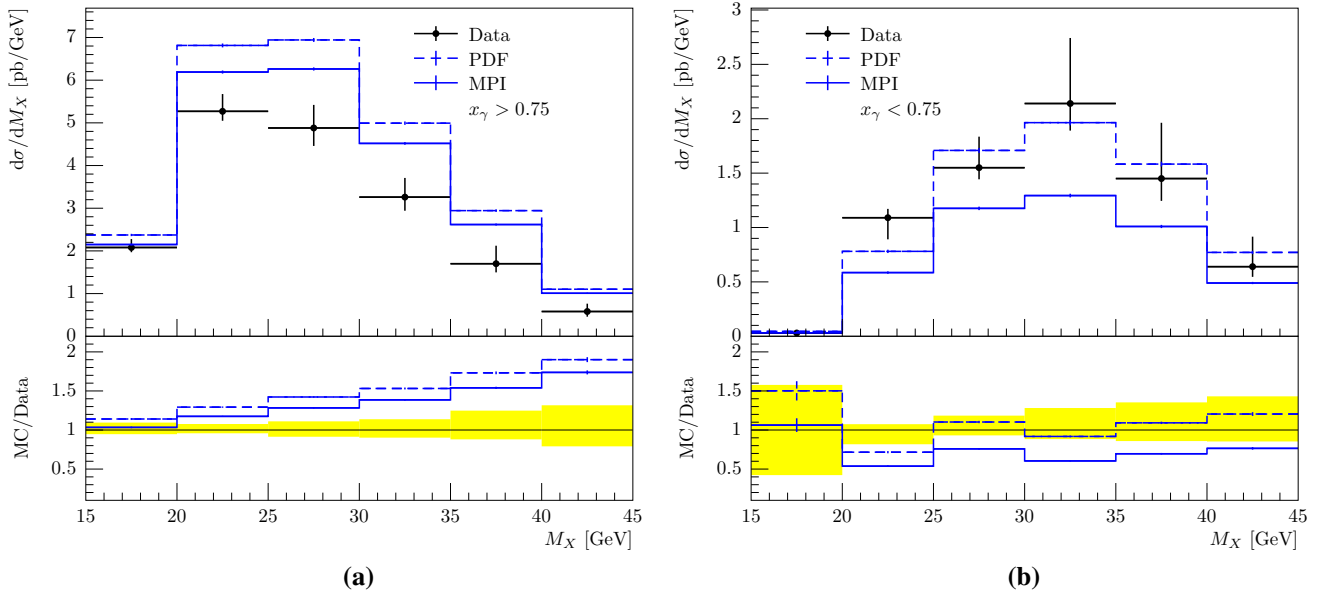 dσ/dM_X [pb/GeV]
7
6
5
4
3
2
1
0
Data
PDF
MPI
x_γ > 0.75
MC/Data
2
1.5
1
0.5
15 20 25 30 35 40 45
M_X [GeV]
(a)
dσ/dM_X [pb/GeV]
3
2.5
2
1.5
1
0.5
0
Data
PDF
MPI
x_γ < 0.75
MC/Data
2
1.5
1
0.5
15 20 25 30 35 40 45
M_X [GeV]
(b)